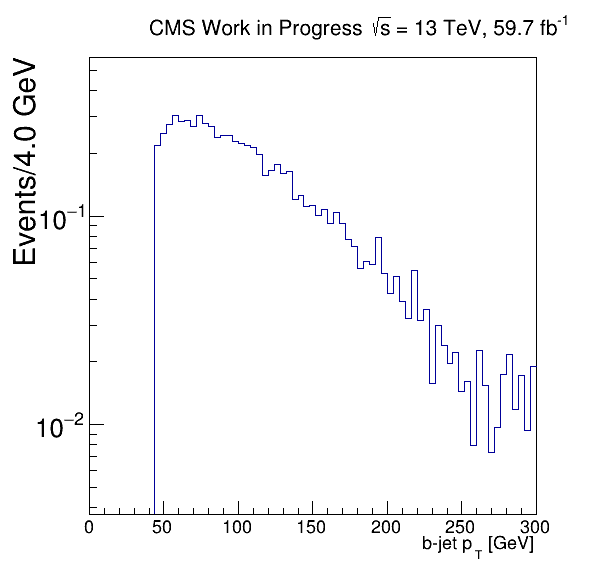 CMS Work in Progress √s = 13 TeV, 59.7 fb⁻¹
Events/4.0 GeV
10⁻¹
10⁻²
0 50 100 150 200 250 300
b-jet p_T [GeV]